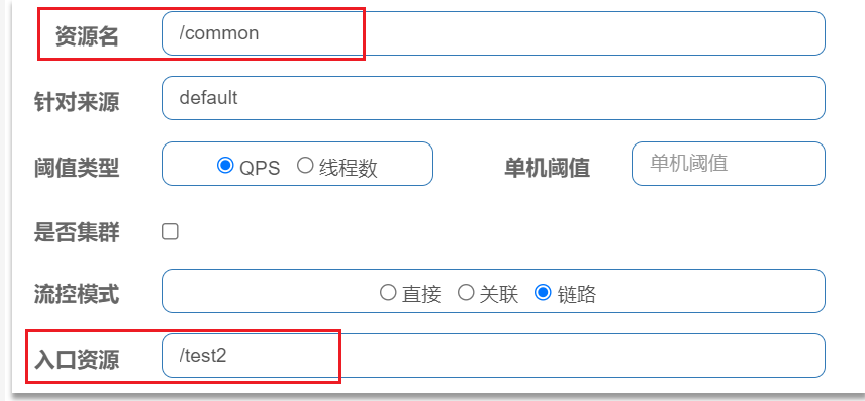 资源名 /common
针对来源 default
阈值类型 QPS 线程数 单机阈值 单机阈值
是否集群
流控模式 直接 关联 链路
入口资源 /test2